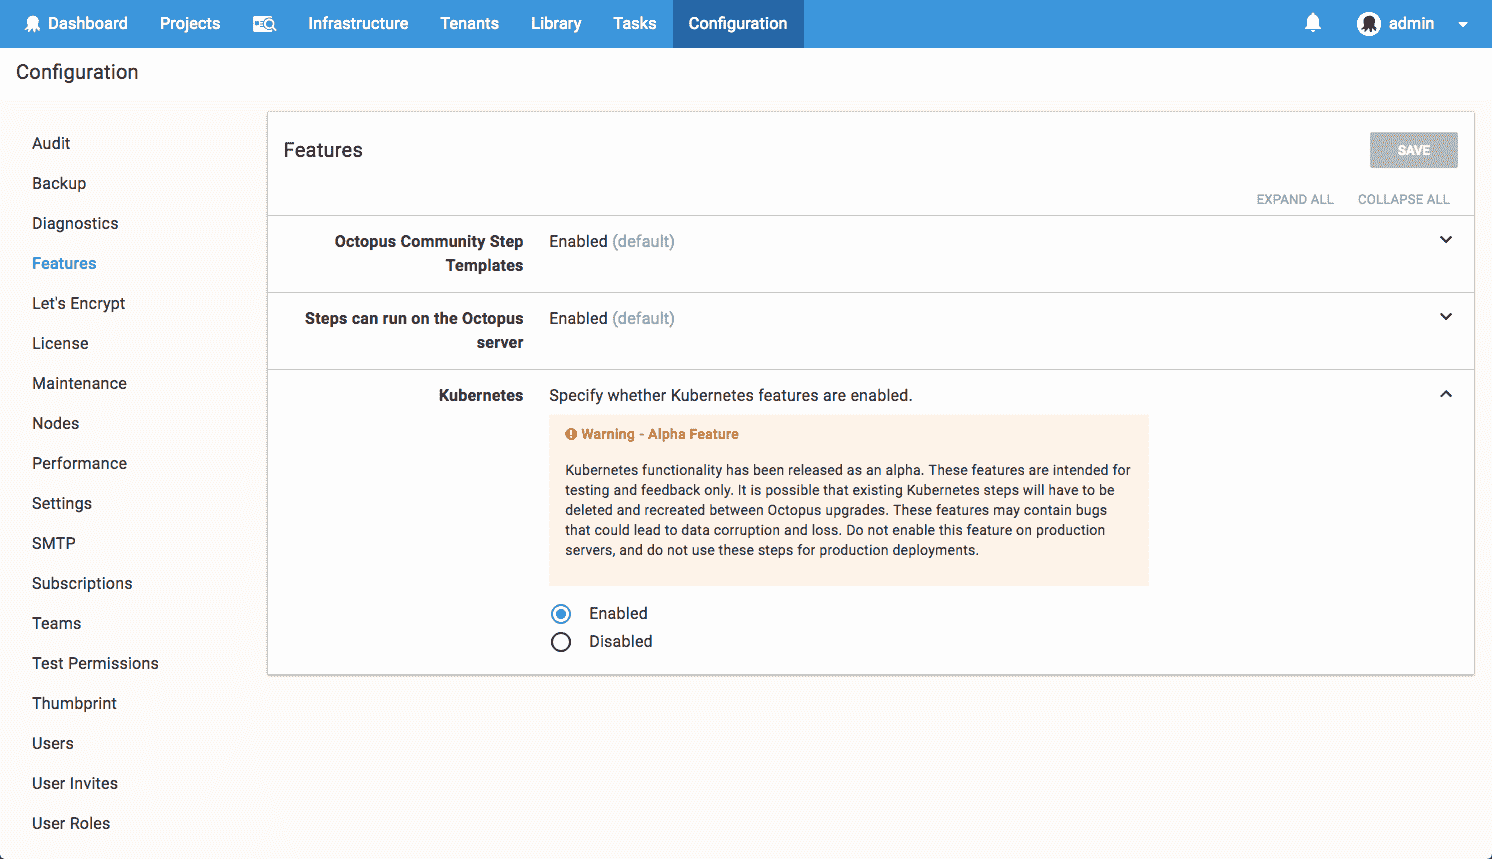 Dashboard Projects Infrastructure Tenants Library Tasks Configuration admin
Configuration
Audit
Backup
Diagnostics
Features
Let's Encrypt
License
Maintenance
Nodes
Performance
Settings
SMTP
Subscriptions
Teams
Test Permissions
Thumbprint
Users
User Invites
User Roles
Features
SAVE
EXPAND ALL COLLAPSE ALL
Octopus Community Step
Templates
Enabled (default)
Steps can run on the Octopus
server
Enabled (default)
Kubernetes
Specify whether Kubernetes features are enabled.
Warning - Alpha Feature
Kubernetes functionality has been released as an alpha. These features are intended for
testing and feedback only. It is possible that existing Kubernetes steps will have to be
deleted and recreated between Octopus upgrades. These features may contain bugs
that could lead to data corruption and loss. Do not enable this feature on production
servers, and do not use these steps for production deployments.
Enabled
Disabled